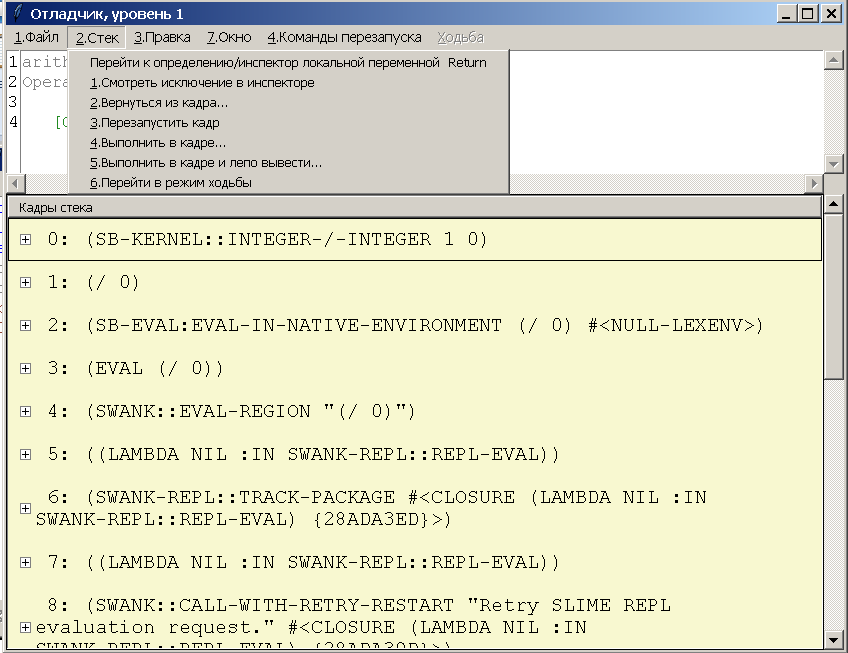 Отладчик, уровень 1
1.Файл 2.Стек 3.Правка 7.Окно 4.Команды перезапуска Ходьба
1 arith
2 Opera
3
4 [
Перейти к определению/инспектор локальной переменной Return
1.Смотреть исключение в инспекторе
2.Вернуться из кадра...
3.Перезапустить кадр
4.Выполнить в кадре...
5.Выполнить в кадре и лепо вывести...
6.Перейти в режим ходьбы
Кадры стека
0: (SB-KERNEL::INTEGER-/-INTEGER 1 0)
1: (/ 0)
2: (SB-EVAL:EVAL-IN-NATIVE-ENVIRONMENT (/ 0) #<NULL-LEXENV>)
3: (EVAL (/ 0))
4: (SWANK::EVAL-REGION "(/ 0)")
5: ((LAMBDA NIL :IN SWANK-REPL::REPL-EVAL))
6: (SWANK-REPL::TRACK-PACKAGE #<CLOSURE (LAMBDA NIL :IN
SWANK-REPL::REPL-EVAL) {28ADA3ED}>)
7: ((LAMBDA NIL :IN SWANK-REPL::REPL-EVAL))
8: (SWANK::CALL-WITH-RETRY-RESTART "Retry SLIME REPL
evaluation request." #<CLOSURE (LAMBDA NIL :IN
SWANK-REPL::REPL-EVAL) {28ADA39D}>)